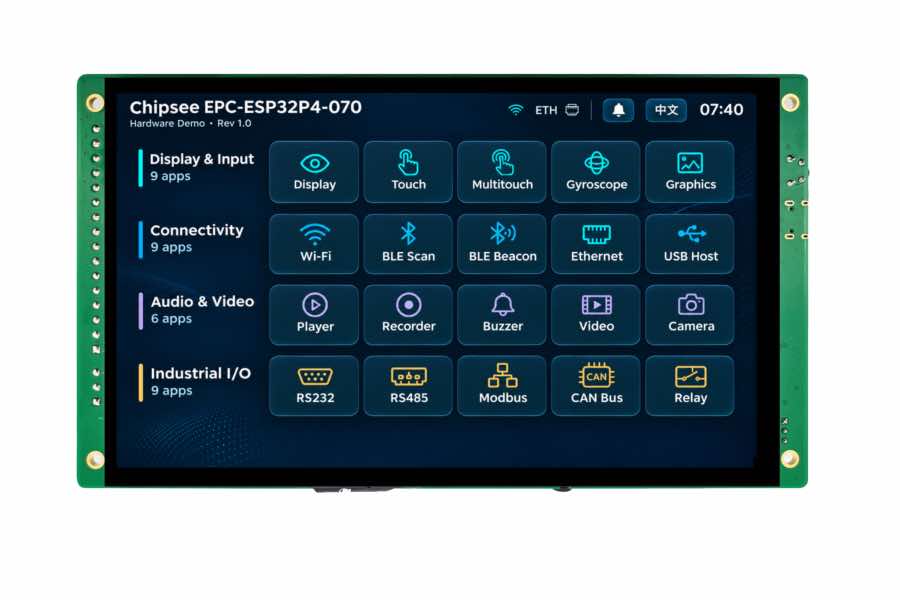 Chipsee EPC-ESP32P4-070
Hardware Demo • Rev 1.0
ETH
中文
07:40
Display & Input
9 apps
Display
Touch
Multitouch
Gyroscope
Graphics
Connectivity
9 apps
Wi-Fi
BLE Scan
BLE Beacon
Ethernet
USB Host
Audio & Video
6 apps
Player
Recorder
Buzzer
Video
Camera
Industrial I/O
9 apps
RS232
RS485
Modbus
CAN
CAN Bus
Relay